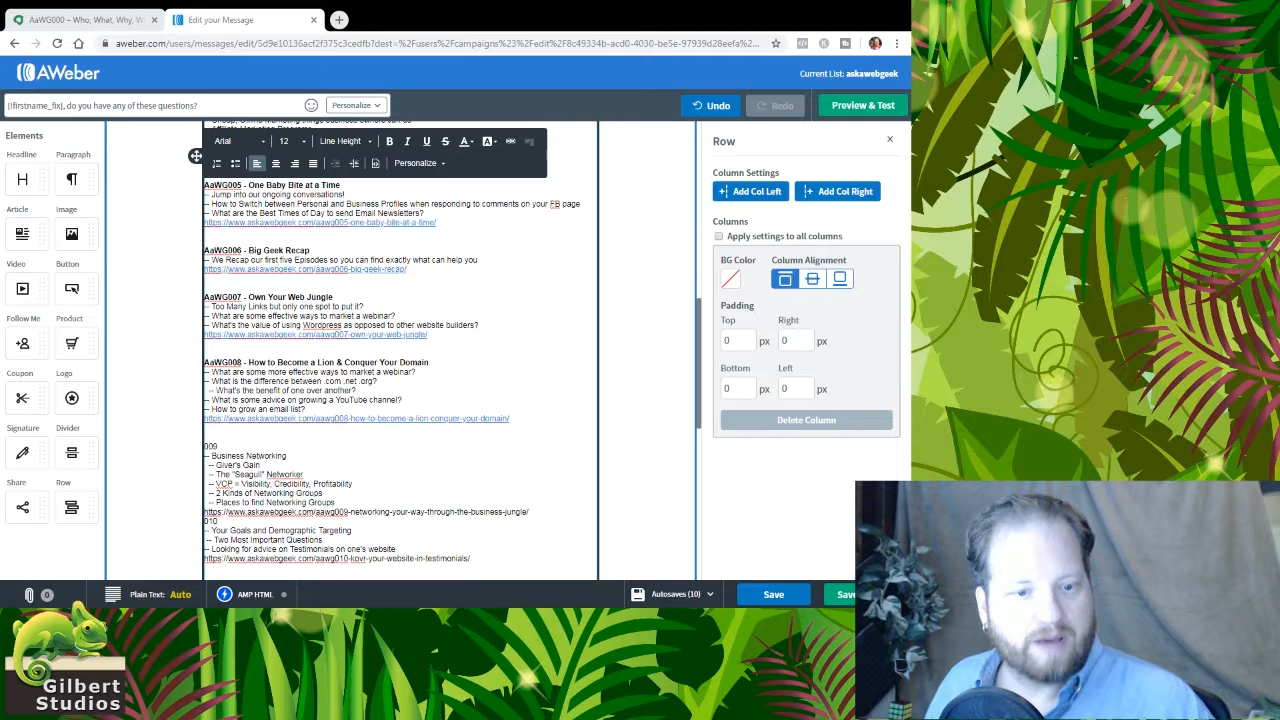 AaWG000 – Who, What, Why, W
Edit your Message
aweber.com/users/messages/edit/5d9e10136acf2f375c3cedfb?dest=%2Fusers%2Fcampaigns%23%2Fedit%2F8c49334b-acd0-4030-be5e-97939d28eefa%2...
AWeber
Current List: askawebgeek
{!firstname_fix}, do you have any of these questions?
Personalize
Undo
Redo
Preview & Test
Elements
Headline
Paragraph
Article
Image
Video
Button
Follow Me
Product
Coupon
Logo
Signature
Divider
Share
Row
Arial
12
Line Height
B I U S A A
Personalize
AaWG005 - One Baby Bite at a Time
-- Jump into our ongoing conversations!
-- How to Switch between Personal and Business Profiles when responding to comments on your FB page
-- What are the Best Times of Day to send Email Newsletters?
https://www.askawebgeek.com/aawg005-one-baby-bite-at-a-time/
AaWG006 - Big Geek Recap
-- We Recap our first five Episodes so you can find exactly what can help you
https://www.askawebgeek.com/aawg006-big-geek-recap/
AaWG007 - Own Your Web Jungle
-- Too Many Links but only one spot to put it?
-- What are some effective ways to market a webinar?
-- What's the value of using Wordpress as opposed to other website builders?
https://www.askawebgeek.com/aawg007-own-your-web-jungle/
AaWG008 - How to Become a Lion & Conquer Your Domain
-- What are some more effective ways to market a webinar?
-- What is the difference between .com .net .org?
-- What's the benefit of one over another?
-- What is some advice on growing a YouTube channel?
-- How to grow an email list?
https://www.askawebgeek.com/aawg008-how-to-become-a-lion-conquer-your-domain/
009
-- Business Networking
-- Giver's Gain
-- The "Seagull" Networker
-- VCP = Visibility, Credibility, Profitability
-- 2 Kinds of Networking Groups
-- Places to find Networking Groups
https://www.askawebgeek.com/aawg009-networking-your-way-through-the-business-jungle/
010
-- Your Goals and Demographic Targeting
-- Two Most Important Questions
-- Looking for advice on Testimonials on one's website
https://www.askawebgeek.com/aawg010-kovr-your-website-in-testimonials/
Row
Column Settings
Add Col Left
Add Col Right
Columns
Apply settings to all columns
BG Color
Column Alignment
Padding
Top
Right
0 px
0 px
Bottom
Left
0 px
0 px
Delete Column
0
Plain Text: Auto
AMP HTML
Autosaves (10)
Save
Save
Gilbert
Studios